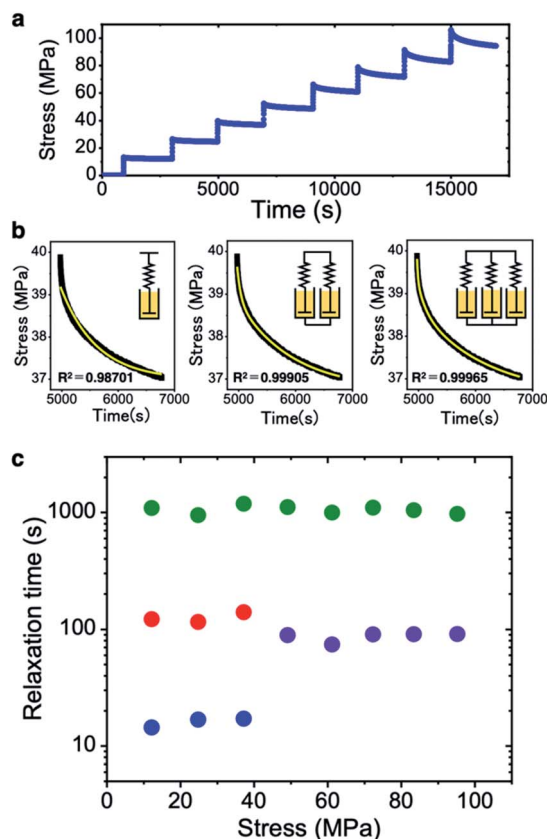 a
Stress (MPa)
100
80
60
40
20
0
0 5000 10000 15000
Time (s)
b
Stress (MPa)
40
39
38
37
R² = 0.98701
5000 6000 7000
Time(s)
Stress (MPa)
40
39
38
37
R² = 0.99905
5000 6000 7000
Time(s)
Stress (MPa)
40
39
38
37
R² = 0.99965
5000 6000 7000
Time(s)
c
Relaxation time (s)
1000
100
10
0 20 40 60 80 100
Stress (MPa)